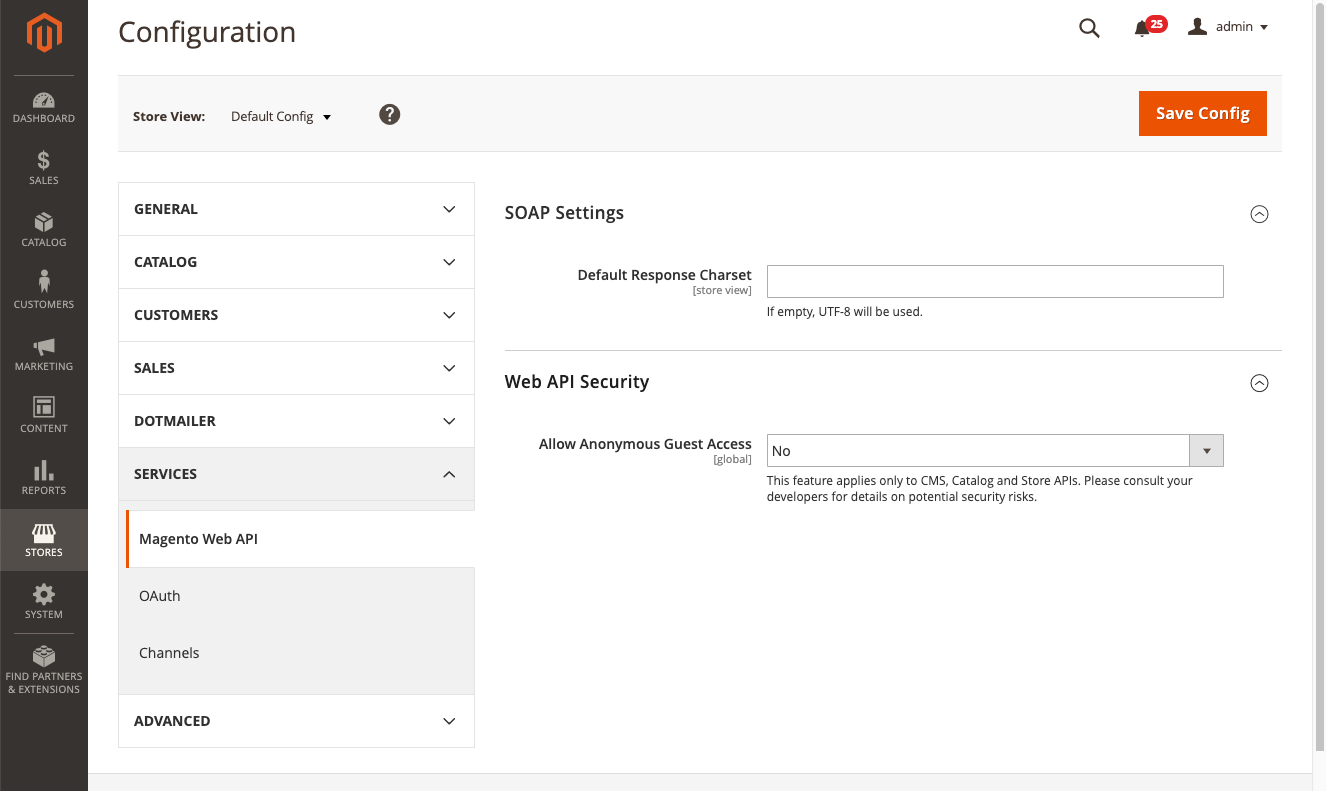 Configuration
25
admin
Store View:
Default Config
?
Save Config
DASHBOARD
$
SALES
CATALOG
CUSTOMERS
MARKETING
CONTENT
REPORTS
STORES
SYSTEM
FIND PARTNERS
& EXTENSIONS
GENERAL
CATALOG
CUSTOMERS
SALES
DOTMAILER
SERVICES
Magento Web API
OAuth
Channels
ADVANCED
SOAP Settings
Default Response Charset
[store view]
If empty, UTF-8 will be used.
Web API Security
Allow Anonymous Guest Access
[global]
No
This feature applies only to CMS, Catalog and Store APIs. Please consult your
developers for details on potential security risks.